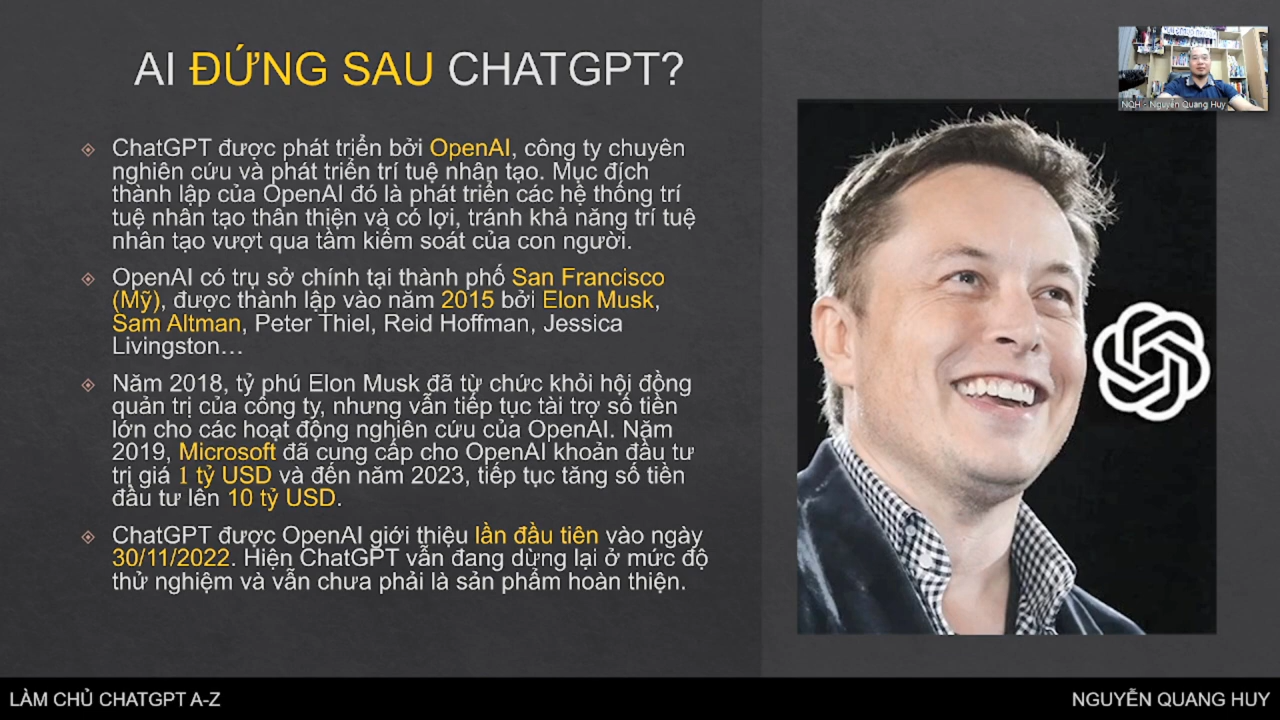 AI ĐỨNG SAU CHATGPT?
NQH - Nguyễn Quang Huy
ChatGPT được phát triển bởi OpenAI, công ty chuyên
nghiên cứu và phát triển trí tuệ nhân tạo. Mục đích
thành lập của OpenAI đó là phát triển các hệ thống trí
tuệ nhân tạo thân thiện và có lợi, tránh khả năng trí tuệ
nhân tạo vượt qua tầm kiểm soát của con người.
OpenAI có trụ sở chính tại thành phố San Francisco
(Mỹ), được thành lập vào năm 2015 bởi Elon Musk,
Sam Altman, Peter Thiel, Reid Hoffman, Jessica
Livingston…
Năm 2018, tỷ phú Elon Musk đã từ chức khỏi hội đồng
quản trị của công ty, nhưng vẫn tiếp tục tài trợ số tiền
lớn cho các hoạt động nghiên cứu của OpenAI. Năm
2019, Microsoft đã cung cấp cho OpenAI khoản đầu tư
trị giá 1 tỷ USD và đến năm 2023, tiếp tục tăng số tiền
đầu tư lên 10 tỷ USD.
ChatGPT được OpenAI giới thiệu lần đầu tiên vào ngày
30/11/2022. Hiện ChatGPT vẫn đang dừng lại ở mức độ
thử nghiệm và vẫn chưa phải là sản phẩm hoàn thiện.
LÀM CHỦ CHATGPT A-Z
NGUYỄN QUANG HUY